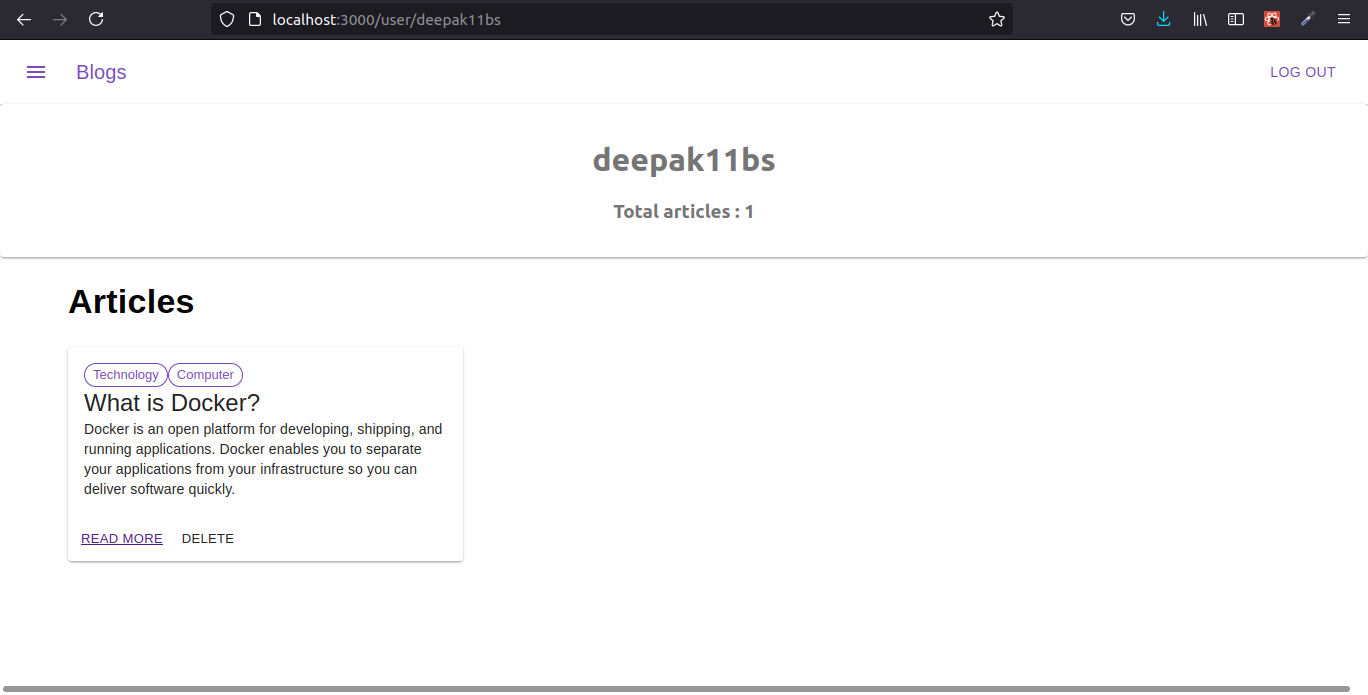 localhost:3000/user/deepak11bs
Blogs LOG OUT
deepak11bs
Total articles : 1
Articles
Technology Computer
What is Docker?
Docker is an open platform for developing, shipping, and
running applications. Docker enables you to separate
your applications from your infrastructure so you can
deliver software quickly.
READ MORE DELETE